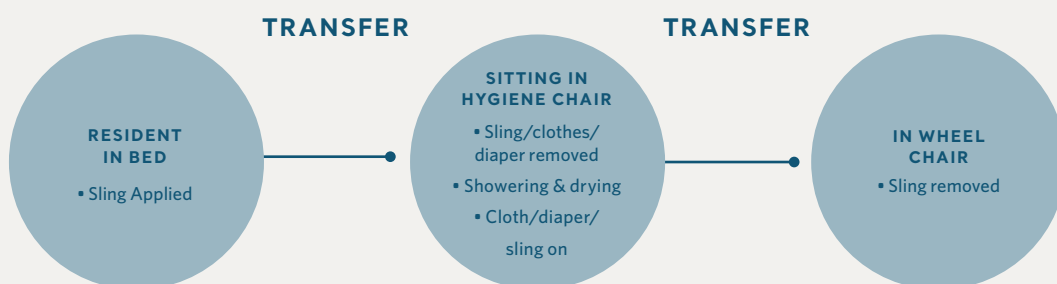 TRANSFER
TRANSFER
RESIDENT
IN BED
▪ Sling Applied
SITTING IN
HYGIENE CHAIR
▪ Sling/clothes/
diaper removed
▪ Showering & drying
▪ Cloth/diaper/
sling on
IN WHEEL
CHAIR
▪ Sling removed